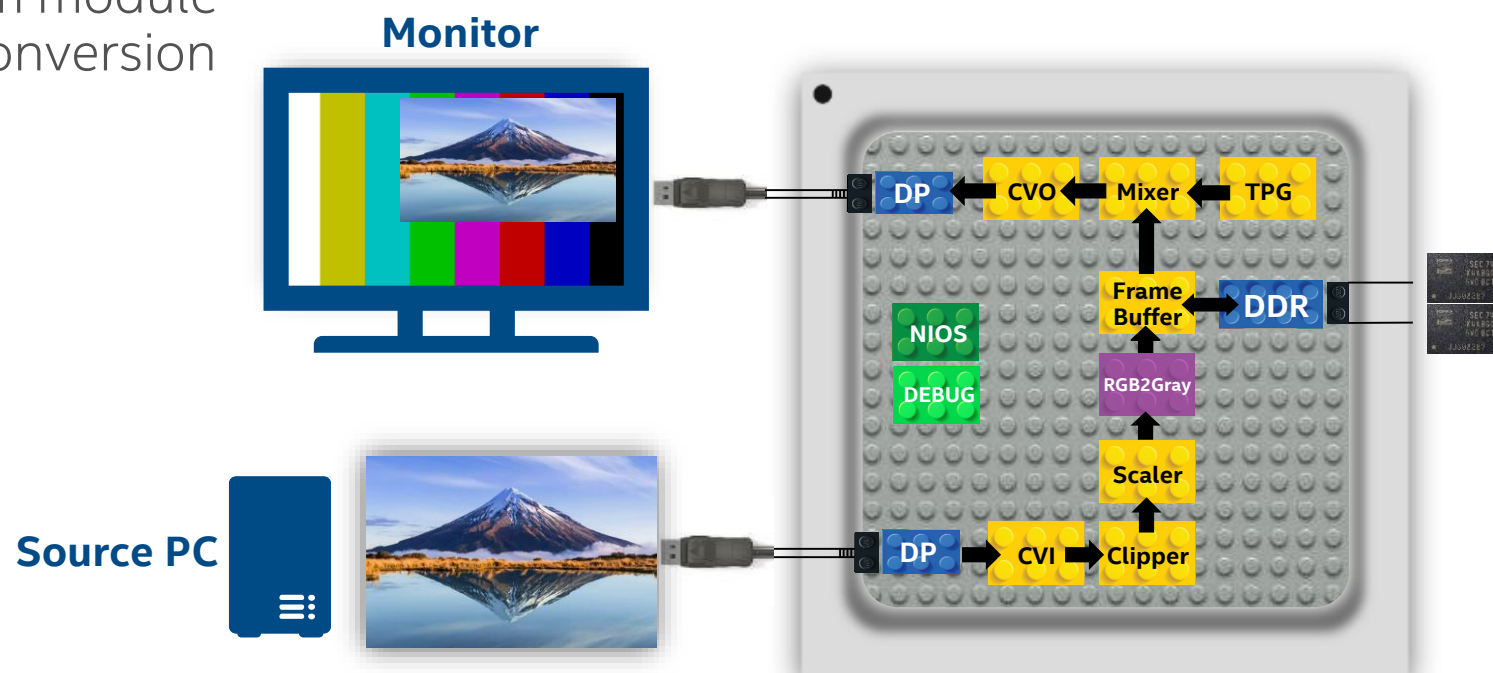 module
onversion
Monitor
DP
CVO
Mixer
TPG
Frame
Buffer
DDR
NIOS
RGB2Gray
DEBUG
Scaler
Source PC
DP
CVI
Clipper